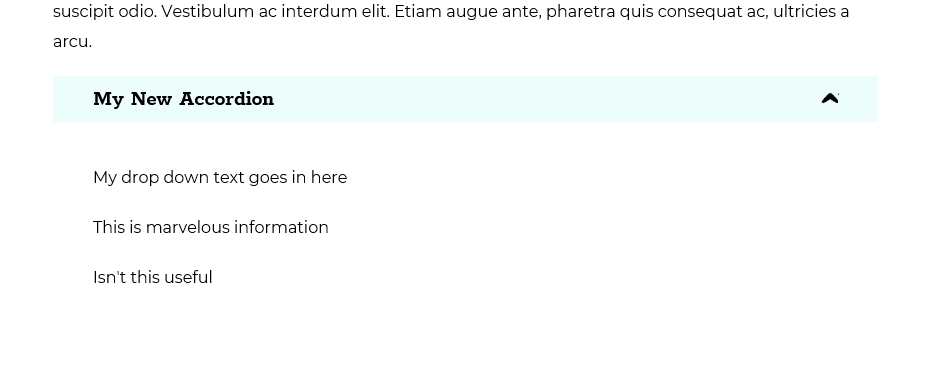 suscipit odio. Vestibulum ac interdum elit. Etiam augue ante, pharetra quis consequat ac, ultricies a
arcu.
My New Accordion
My drop down text goes in here
This is marvelous information
Isn't this useful